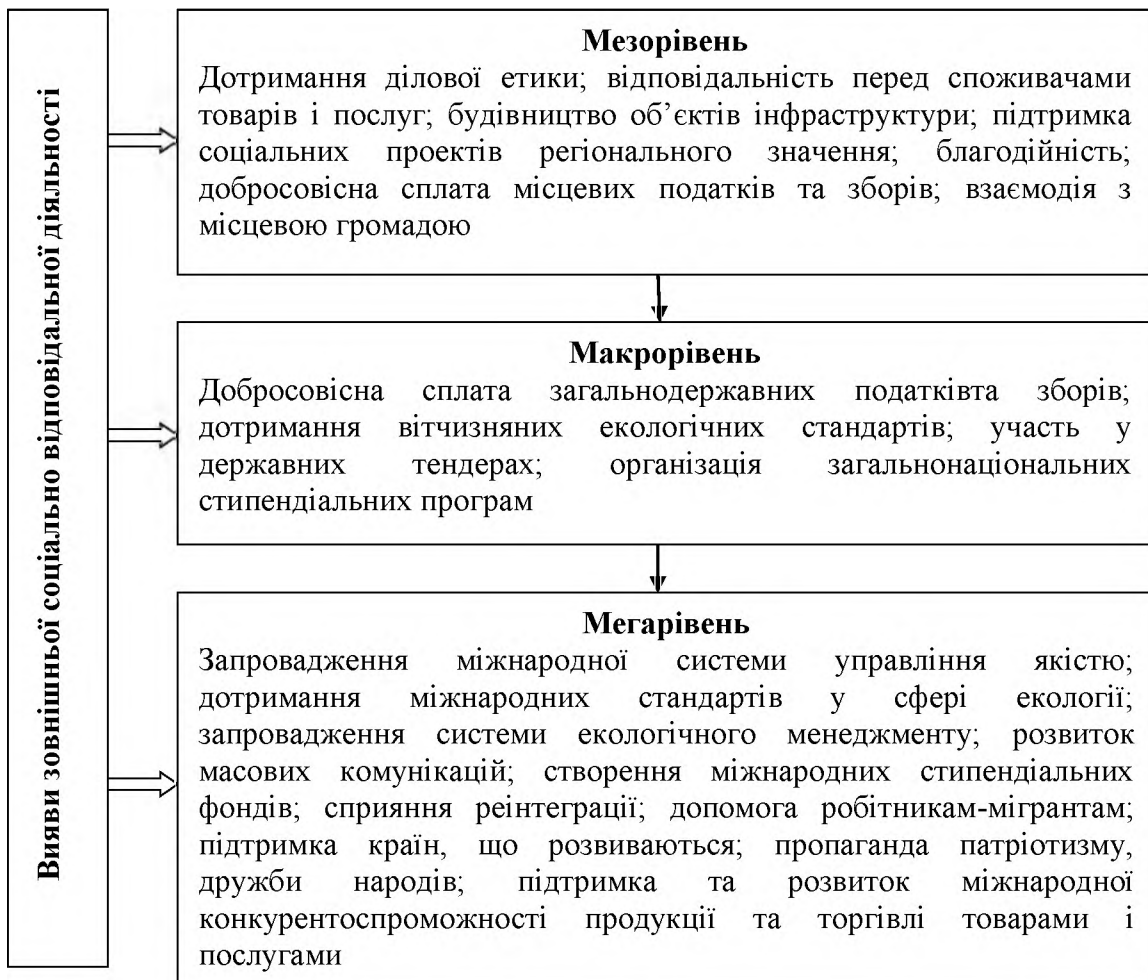 Вияви зовнішньої соціально відповідальної діяльності
Мезорівень
Дотримання ділової етики; відповідальність перед споживачами
товарів і послуг; будівництво об’єктів інфраструктури; підтримка
соціальних проектів регіонального значення; благодійність;
добросовісна сплата місцевих податків та зборів; взаємодія з
місцевою громадою
Макрорівень
Добросовісна сплата загальнодержавних податківта зборів;
дотримання вітчизняних екологічних стандартів; участь у
державних тендерах; організація загальнонаціональних
стипендіальних програм
Мегарівень
Запровадження міжнародної системи управління якістю;
дотримання міжнародних стандартів у сфері екології;
запровадження системи екологічного менеджменту; розвиток
масових комунікацій; створення міжнародних стипендіальних
фондів; сприяння реінтеграції; допомога робітникам-мігрантам;
підтримка країн, що розвиваються; пропаганда патріотизму,
дружби народів; підтримка та розвиток міжнародної
конкурентоспроможності продукції та торгівлі товарами і
послугами